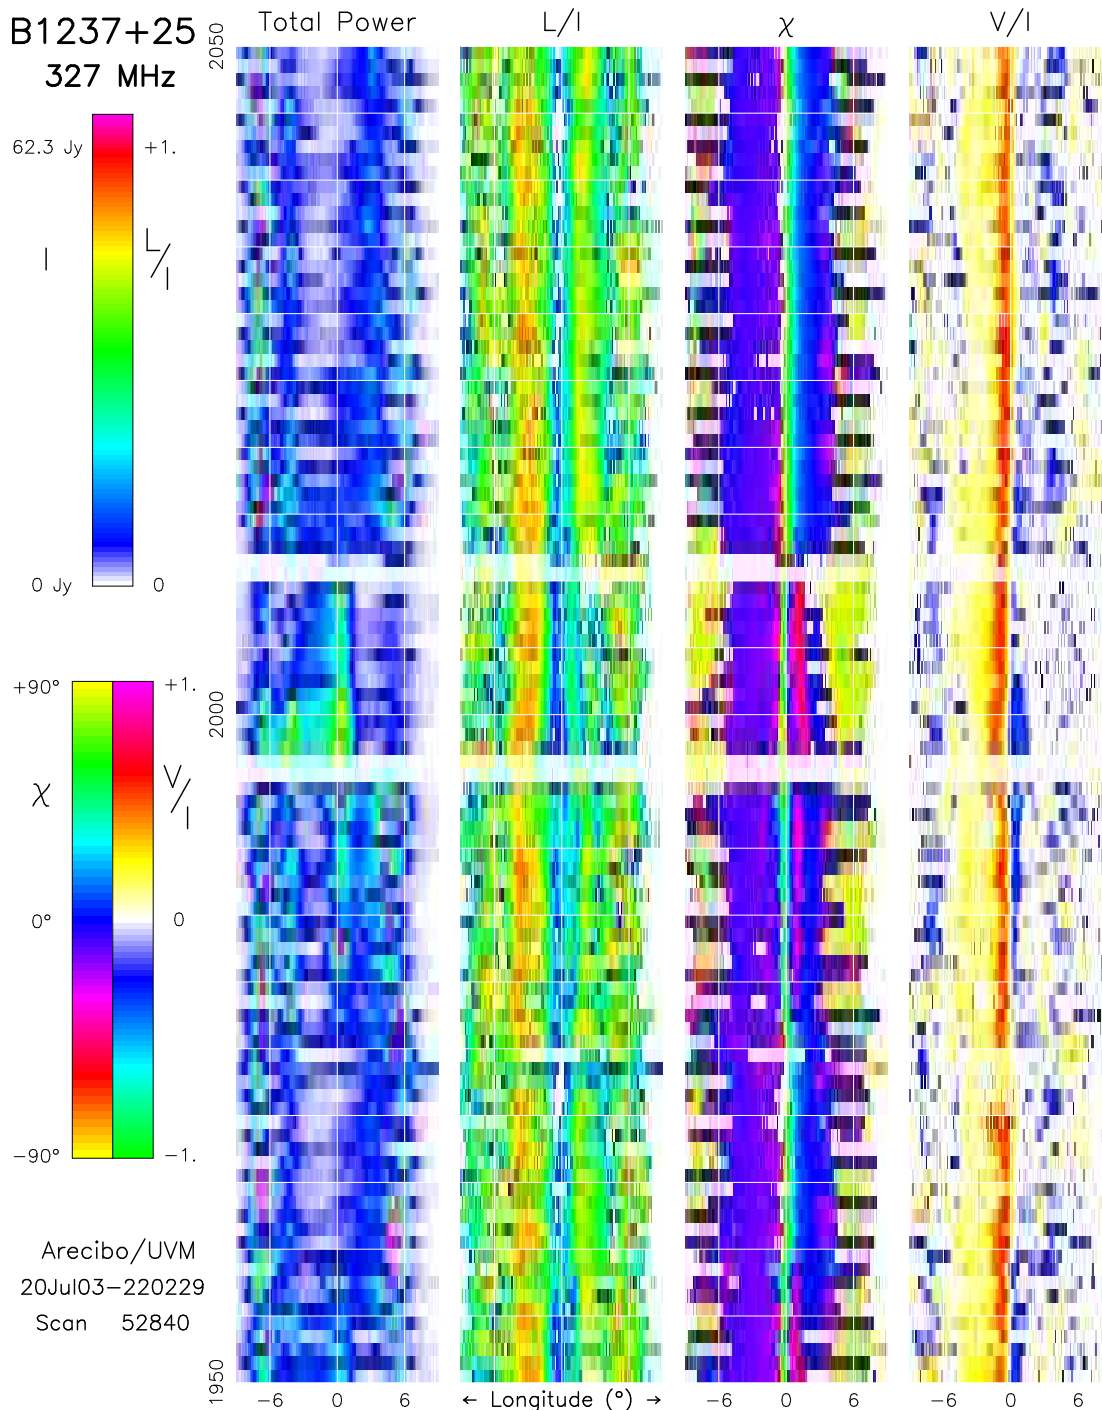 B1237+25
327 MHz
Total Power
L/I
χ
V/I
62.3 Jy
+1.
I
L/I
0 Jy
0
+90°
+1.
χ
V/I
0°
0
−90°
−1.
2050
2000
1950
Arecibo/UVM
20Jul03−220229
Scan 52840
−6 0 6
← Longitude (°) →
−6 0 6
−6 0 6